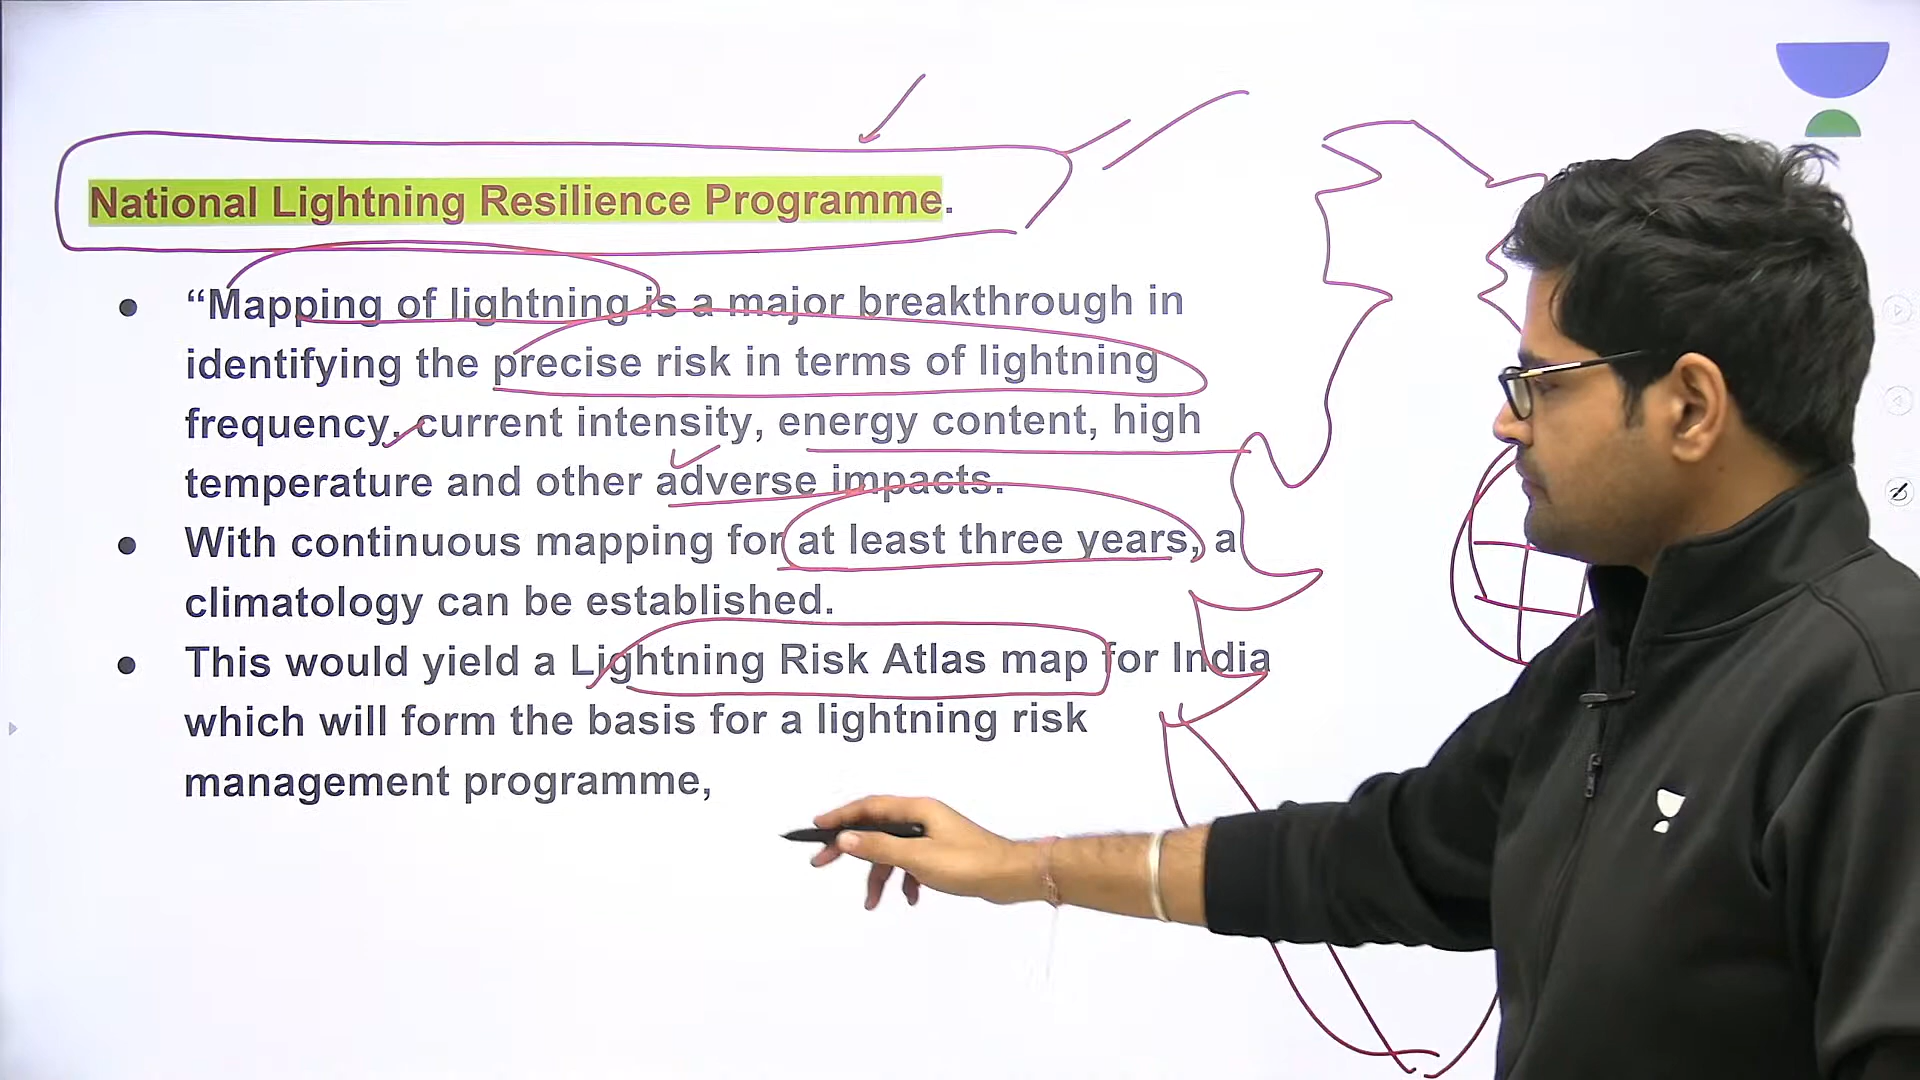 National Lightning Resilience Programme.
● “Mapping of lightning is a major breakthrough in
identifying the precise risk in terms of lightning
frequency, current intensity, energy content, high
temperature and other adverse impacts.
● With continuous mapping for at least three years, a
climatology can be established.
● This would yield a Lightning Risk Atlas map for India
which will form the basis for a lightning risk
management programme,